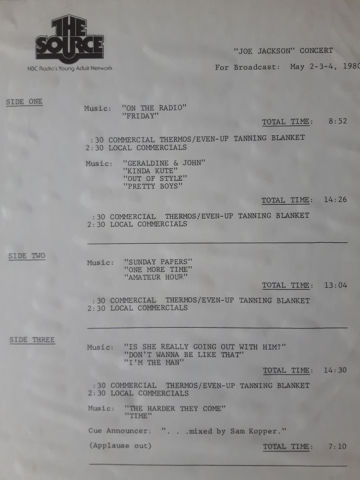 THE
SOURCE
NBC Radio's Young Adult Network
"JOE JACKSON" CONCERT
For Broadcast: May 2-3-4, 1980
SIDE ONE
Music: "ON THE RADIO"
"FRIDAY"
TOTAL TIME: 8:52
:30 COMMERCIAL THERMOS/EVEN-UP TANNING BLANKET
2:30 LOCAL COMMERCIALS
Music: "GERALDINE & JOHN"
"KINDA KUTE"
"OUT OF STYLE"
"PRETTY BOYS"
TOTAL TIME: 14:26
:30 COMMERCIAL THERMOS/EVEN-UP TANNING BLANKET
2:30 LOCAL COMMERCIALS
SIDE TWO
Music: "SUNDAY PAPERS"
"ONE MORE TIME"
"AMATEUR HOUR"
TOTAL TIME: 13:04
:30 COMMERCIAL THERMOS/EVEN-UP TANNING BLANKET
2:30 LOCAL COMMERCIALS
SIDE THREE
Music: "IS SHE REALLY GOING OUT WITH HIM?"
"DON'T WANNA BE LIKE THAT"
"I'M THE MAN"
TOTAL TIME: 14:30
:30 COMMERCIAL THERMOS/EVEN-UP TANNING BLANKET
2:30 LOCAL COMMERCIALS
Music: "THE HARDER THEY COME"
"TIME"
Cue Announcer: ". . .mixed by Sam Kopper."
(Applause out) TOTAL TIME: 7:10